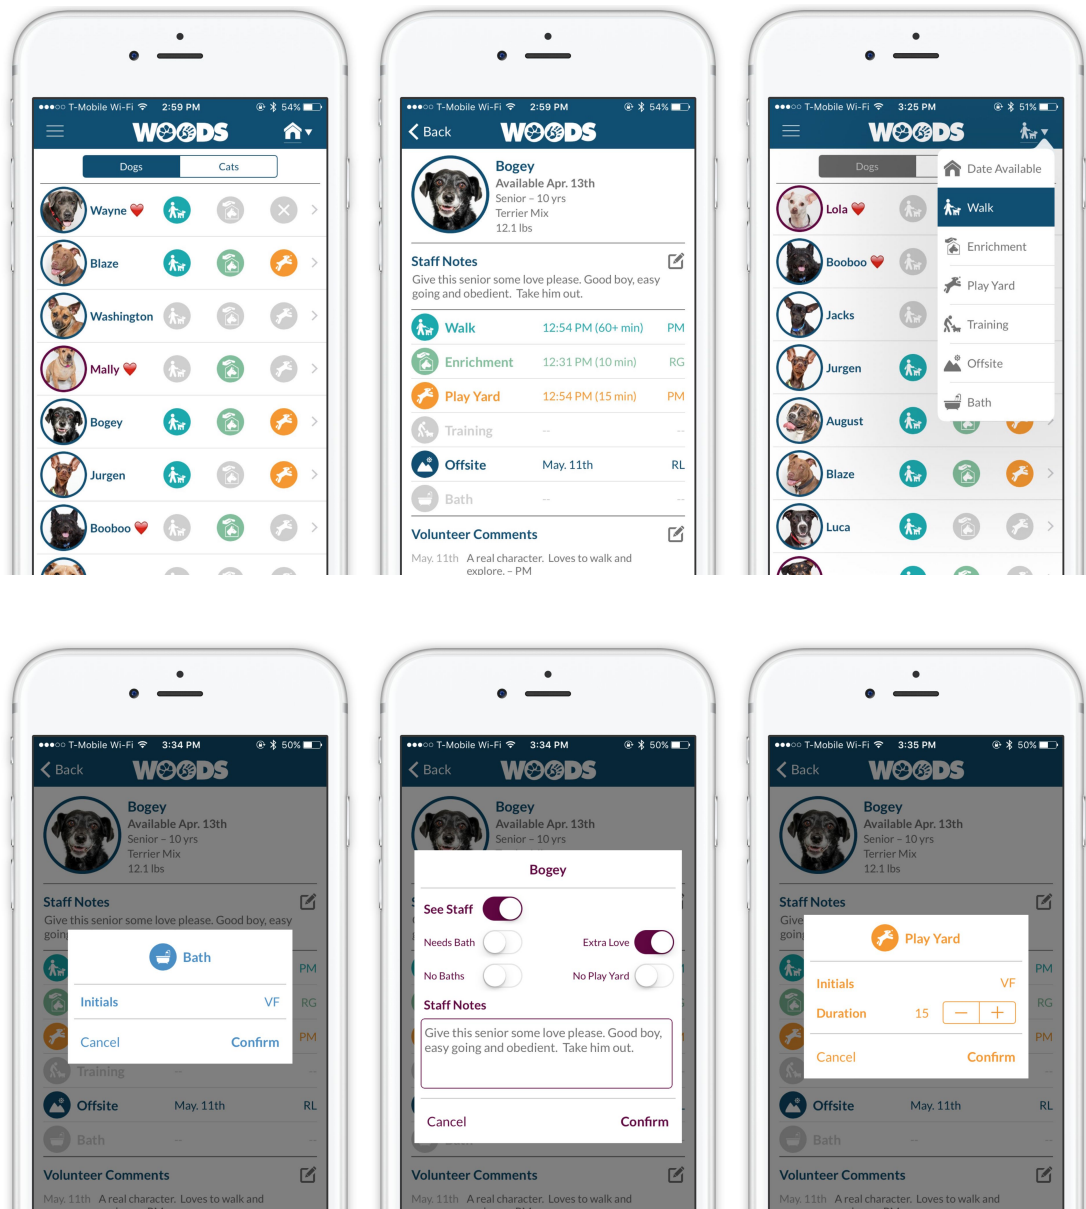 ●●●○○ T-Mobile Wi-Fi 2:59 PM 54%
WOODS
Dogs Cats
Wayne ❤️
Blaze
Washington
Mally ❤️
Bogey
Jurgen
Booboo ❤️
●●●○○ T-Mobile Wi-Fi 2:59 PM 54%
Back WOODS
Bogey
Available Apr. 13th
Senior – 10 yrs
Terrier Mix
12.1 lbs
Staff Notes
Give this senior some love please. Good boy, easy
going and obedient. Take him out.
Walk 12:54 PM (60+ min) PM
Enrichment 12:31 PM (10 min) RG
Play Yard 12:54 PM (15 min) PM
Training -- --
Offsite May. 11th RL
Bath -- --
Volunteer Comments
May. 11th A real character. Loves to walk and
explore. – PM
●●●○○ T-Mobile Wi-Fi 3:25 PM 51%
WOODS
Dogs
Date Available
Walk
Enrichment
Play Yard
Training
Offsite
Bath
Lola ❤️
Booboo ❤️
Jacks
Jurgen
August
Blaze
Luca
●●●○○ T-Mobile Wi-Fi 3:34 PM 50%
Back WOODS
Bogey
Available Apr. 13th
Senior – 10 yrs
Terrier Mix
12.1 lbs
Staff Notes
Give this senior some love please. Good boy, easy
Bath
Initials VF
Cancel Confirm
PM
RG
PM
Training --
Offsite May. 11th RL
Bath -- --
Volunteer Comments
May. 11th A real character. Loves to walk and
●●●○○ T-Mobile Wi-Fi 3:34 PM 50%
Back WOODS
Bogey
Available Apr. 13th
Senior – 10 yrs
Bogey
See Staff
Needs Bath Extra Love
No Baths No Play Yard
Staff Notes
Give this senior some love please. Good boy,
easy going and obedient. Take him out.
Cancel Confirm
Volunteer Comments
May. 11th A real character. Loves to walk and
●●●○○ T-Mobile Wi-Fi 3:35 PM 50%
Back WOODS
Bogey
Available Apr. 13th
Senior – 10 yrs
Terrier Mix
12.1 lbs
Staff Notes
Give
Play Yard
Initials VF
Duration 15 − +
Cancel Confirm
PM
RG
PM
Offsite May. 11th RL
Bath -- --
Volunteer Comments
May. 11th A real character. Loves to walk and